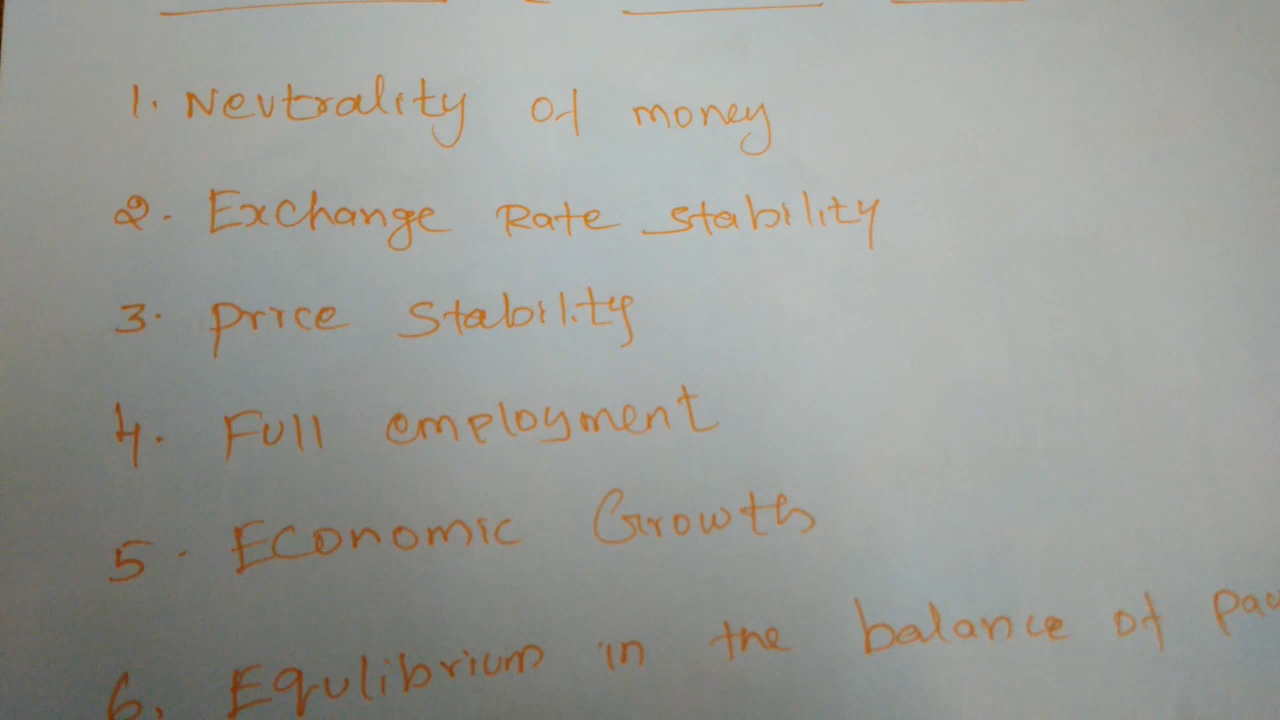 1. Neutrality of money
2. Exchange Rate stability
3. Price Stability
4. Full employment
5. Economic Growth
6. Equlibrium in the balance of